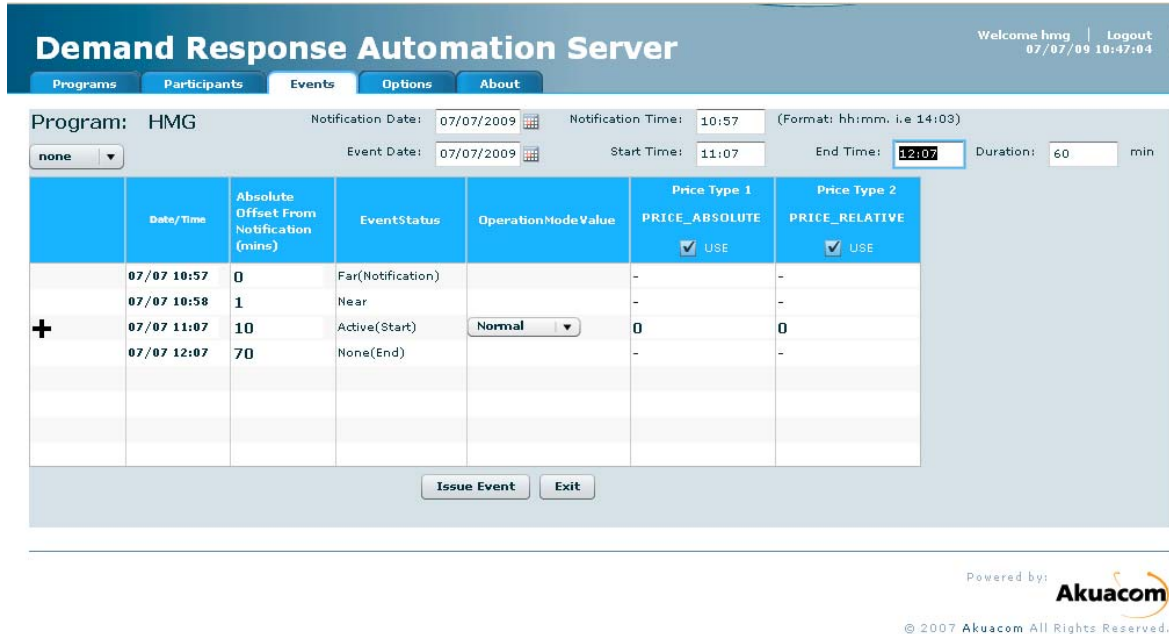 Demand Response Automation Server
Welcome hmg | Logout
07/07/09 10:47:04
Programs Participants Events Options About
Program: HMG Notification Date: 07/07/2009 Notification Time: 10:57 (Format: hh:mm. i.e 14:03)
none Event Date: 07/07/2009 Start Time: 11:07 End Time: 12:07 Duration: 60 min
Date/Time Absolute Offset From Notification (mins) EventStatus OperationModeValue Price Type 1 PRICE_ABSOLUTE USE Price Type 2 PRICE_RELATIVE USE
07/07 10:57 0 Far(Notification) - -
07/07 10:58 1 Near - -
07/07 11:07 10 Active(Start) Normal 0 0
07/07 12:07 70 None(End) - -
Issue Event Exit
Powered by:
Akuacom
© 2007 Akuacom All Rights Reserved.